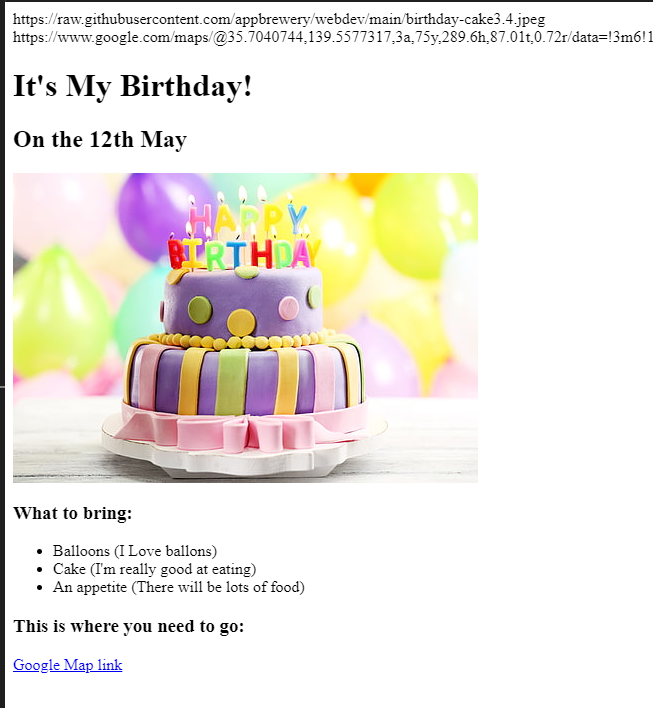 https://raw.githubusercontent.com/appbrewery/webdev/main/birthday-cake3.4.jpeg
https://www.google.com/maps/@35.7040744,139.5577317,3a,75y,289.6h,87.01t,0.72r/data=!3m6!1
It's My Birthday!
On the 12th May
HAPPY
BIRTHDAY
What to bring:
Balloons (I Love ballons)
Cake (I'm really good at eating)
An appetite (There will be lots of food)
This is where you need to go:
Google Map link